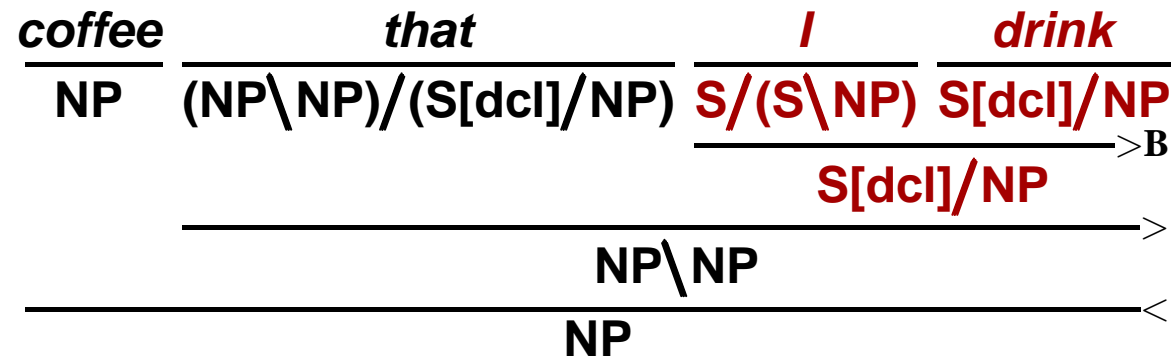 coffee that I drink
NP (NP\NP)/(S[dcl]/NP) S/(S\NP) S[dcl]/NP
>B
S[dcl]/NP
>
NP\NP
<
NP